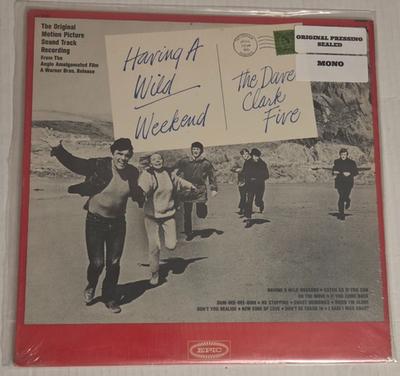 The Original
Motion Picture
Sound Track
Recording
From The
Anglo Amalgamated Film
A Warner Bros. Release
Having A
Wild
Weekend
The Dave
Clark
Five
ORIGINAL PRESSING
SEALED
MONO
HAVING A WILD WEEKEND • CATCH US IF YOU CAN
ON THE MOVE • IF YOU COME BACK
DUM-DEE-DEE-DUM • NO STOPPING • SWEET MEMORIES • WHEN I'M ALONE
DON'T YOU REALIZE • NEW KIND OF LOVE • DON'T BE TAKEN IN • I SAID I WAS SORRY
EPIC